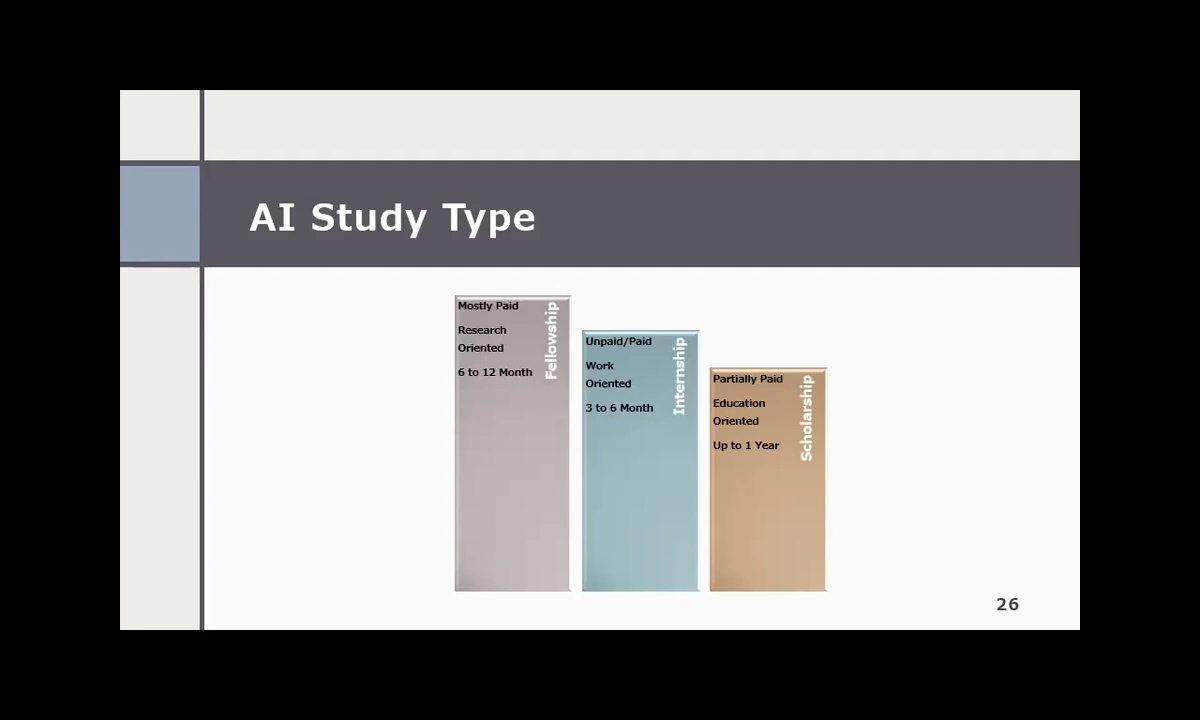 AI Study Type
Mostly Paid
Research
Oriented
6 to 12 Month
Fellowship
Unpaid/Paid
Work
Oriented
3 to 6 Month
Internship
Partially Paid
Education
Oriented
Up to 1 Year
Scholarship
26